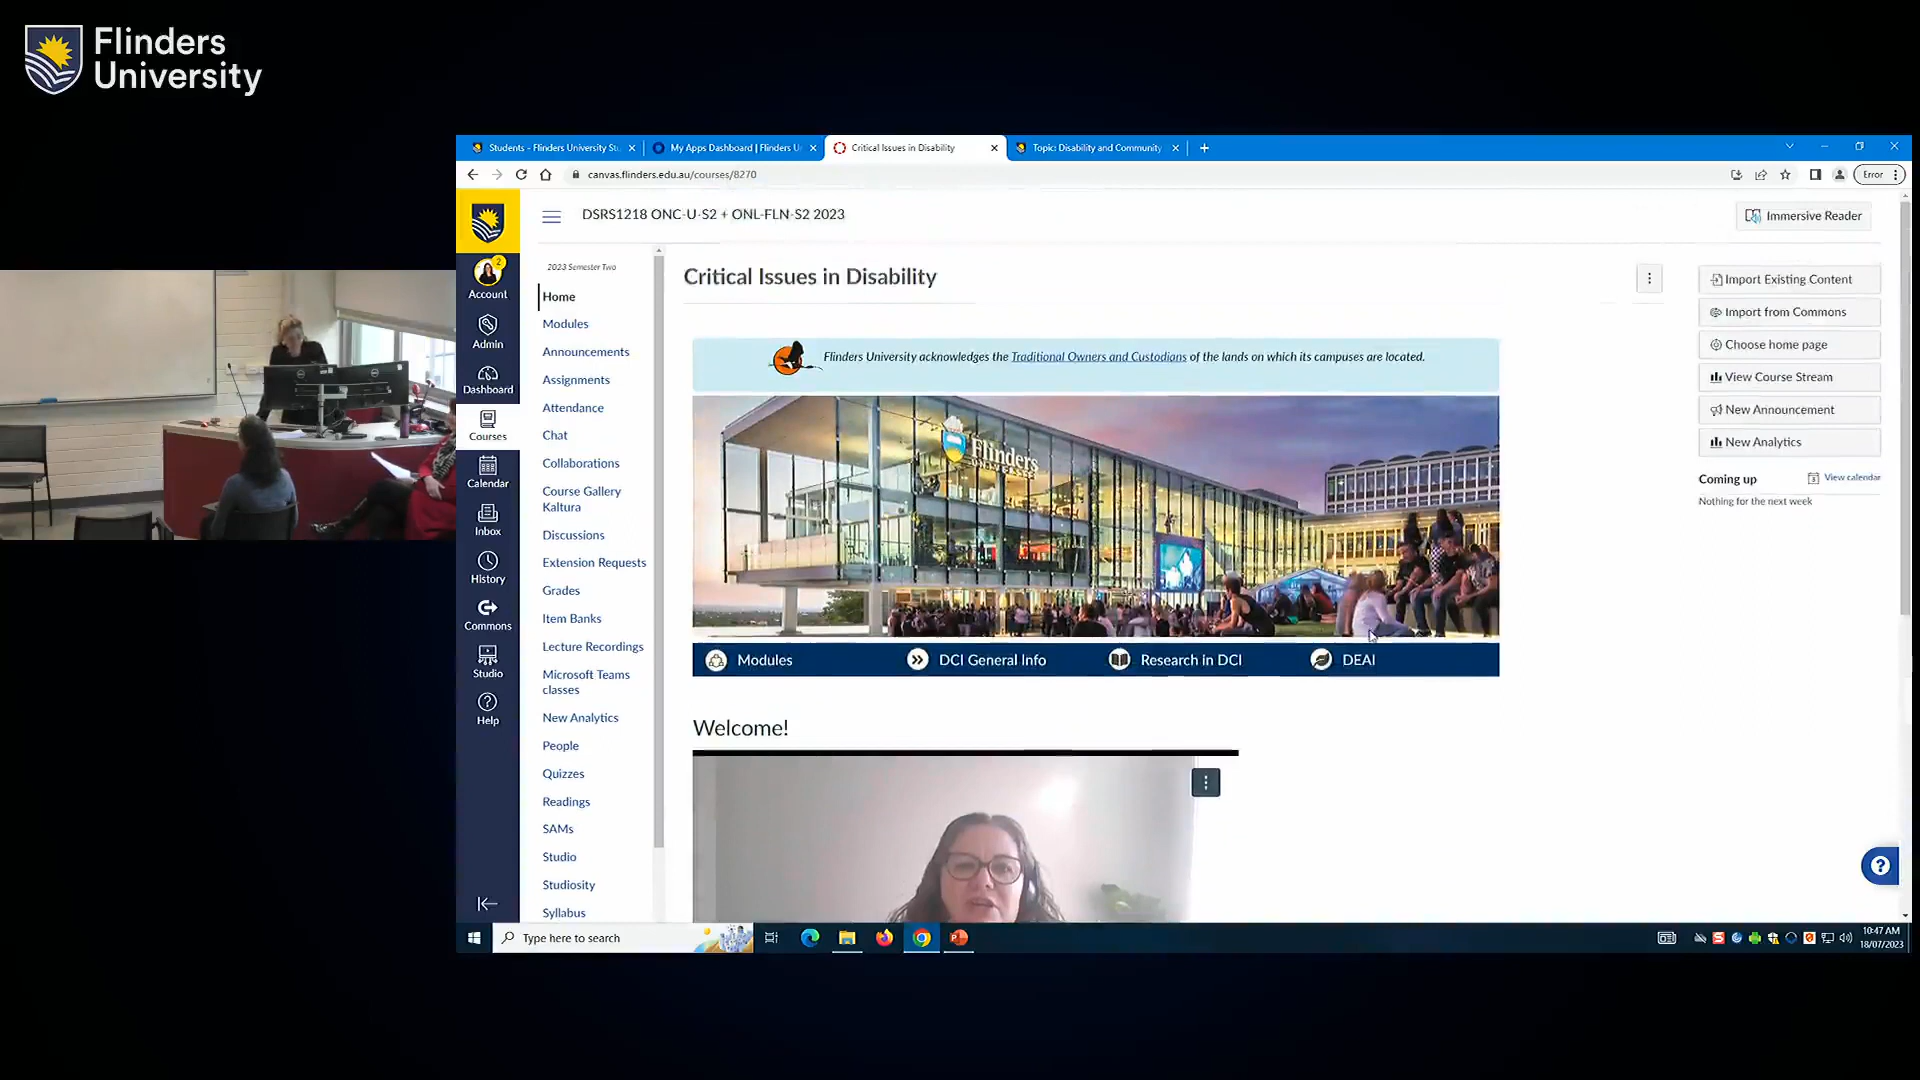 Flinders
University
Students - Flinders University St
My Apps Dashboard | Flinders U
Critical Issues in Disability
Topic: Disability and Community
canvas.flinders.edu.au/courses/8270
Error
DSRS1218 ONC-U-S2 + ONL-FLN-S2 2023
Immersive Reader
2
Account
Admin
Dashboard
Courses
Calendar
Inbox
History
Commons
Studio
Help
2023 Semester Two
Home
Modules
Announcements
Assignments
Attendance
Chat
Collaborations
Course Gallery
Kaltura
Discussions
Extension Requests
Grades
Item Banks
Lecture Recordings
Microsoft Teams
classes
New Analytics
People
Quizzes
Readings
SAMs
Studio
Studiosity
Syllabus
Critical Issues in Disability
Flinders University acknowledges the Traditional Owners and Custodians of the lands on which its campuses are located.
Flinders
UNIVERSITY
Modules
DCI General Info
Research in DCI
DEAI
Welcome!
Import Existing Content
Import from Commons
Choose home page
View Course Stream
New Announcement
New Analytics
Coming up
View calendar
Nothing for the next week
Type here to search
10:47 AM
18/07/2023